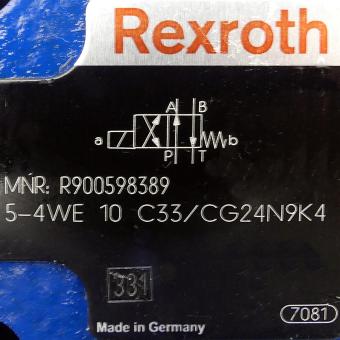 Rexroth
A B
a b
P T
MNR: R900598389
5-4WE 10 C33/CG24N9K4
331
7081
Made in Germany